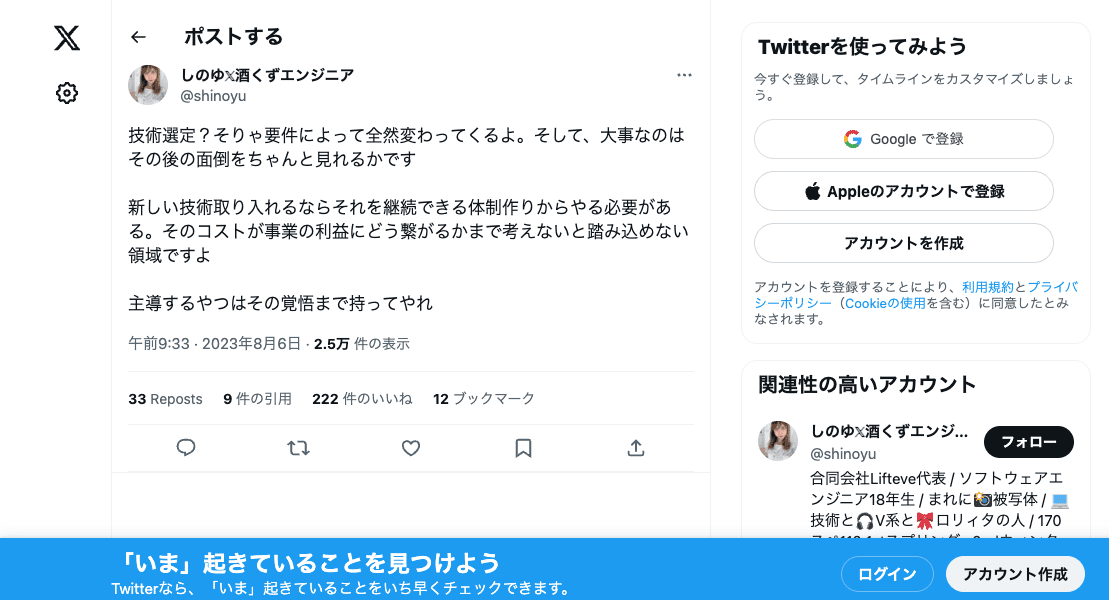 ポストする
しのゆ𝕏酒くずエンジニア
@shinoyu
技術選定？そりゃ要件によって全然変わってくるよ。そして、大事なのは
その後の面倒をちゃんと見れるかです
新しい技術取り入れるならそれを継続できる体制作りからやる必要があ
る。そのコストが事業の利益にどう繋がるかまで考えないと踏み込めない
領域ですよ
主導するやつはその覚悟まで持ってやれ
午前9:33 · 2023年8月6日 · 2.5万 件の表示
33 Reposts 9 件の引用 222 件のいいね 12 ブックマーク
Twitterを使ってみよう
今すぐ登録して、タイムラインをカスタマイズしましょ
う。
Google で登録
Appleのアカウントで登録
アカウントを作成
アカウントを登録することにより、利用規約とプライバ
シーポリシー（Cookieの使用を含む）に同意したとみ
なされます。
関連性の高いアカウント
しのゆ𝕏酒くずエンジ...
@shinoyu
フォロー
合同会社Lifteve代表 / ソフトウェアエ
ンジニア18年生 / まれに📸被写体 / 💻
技術と🎧V系と🎀ロリィタの人 / 170
「いま」起きていることを見つけよう
Twitterなら、「いま」起きていることをいち早くチェックできます。
ログイン
アカウント作成